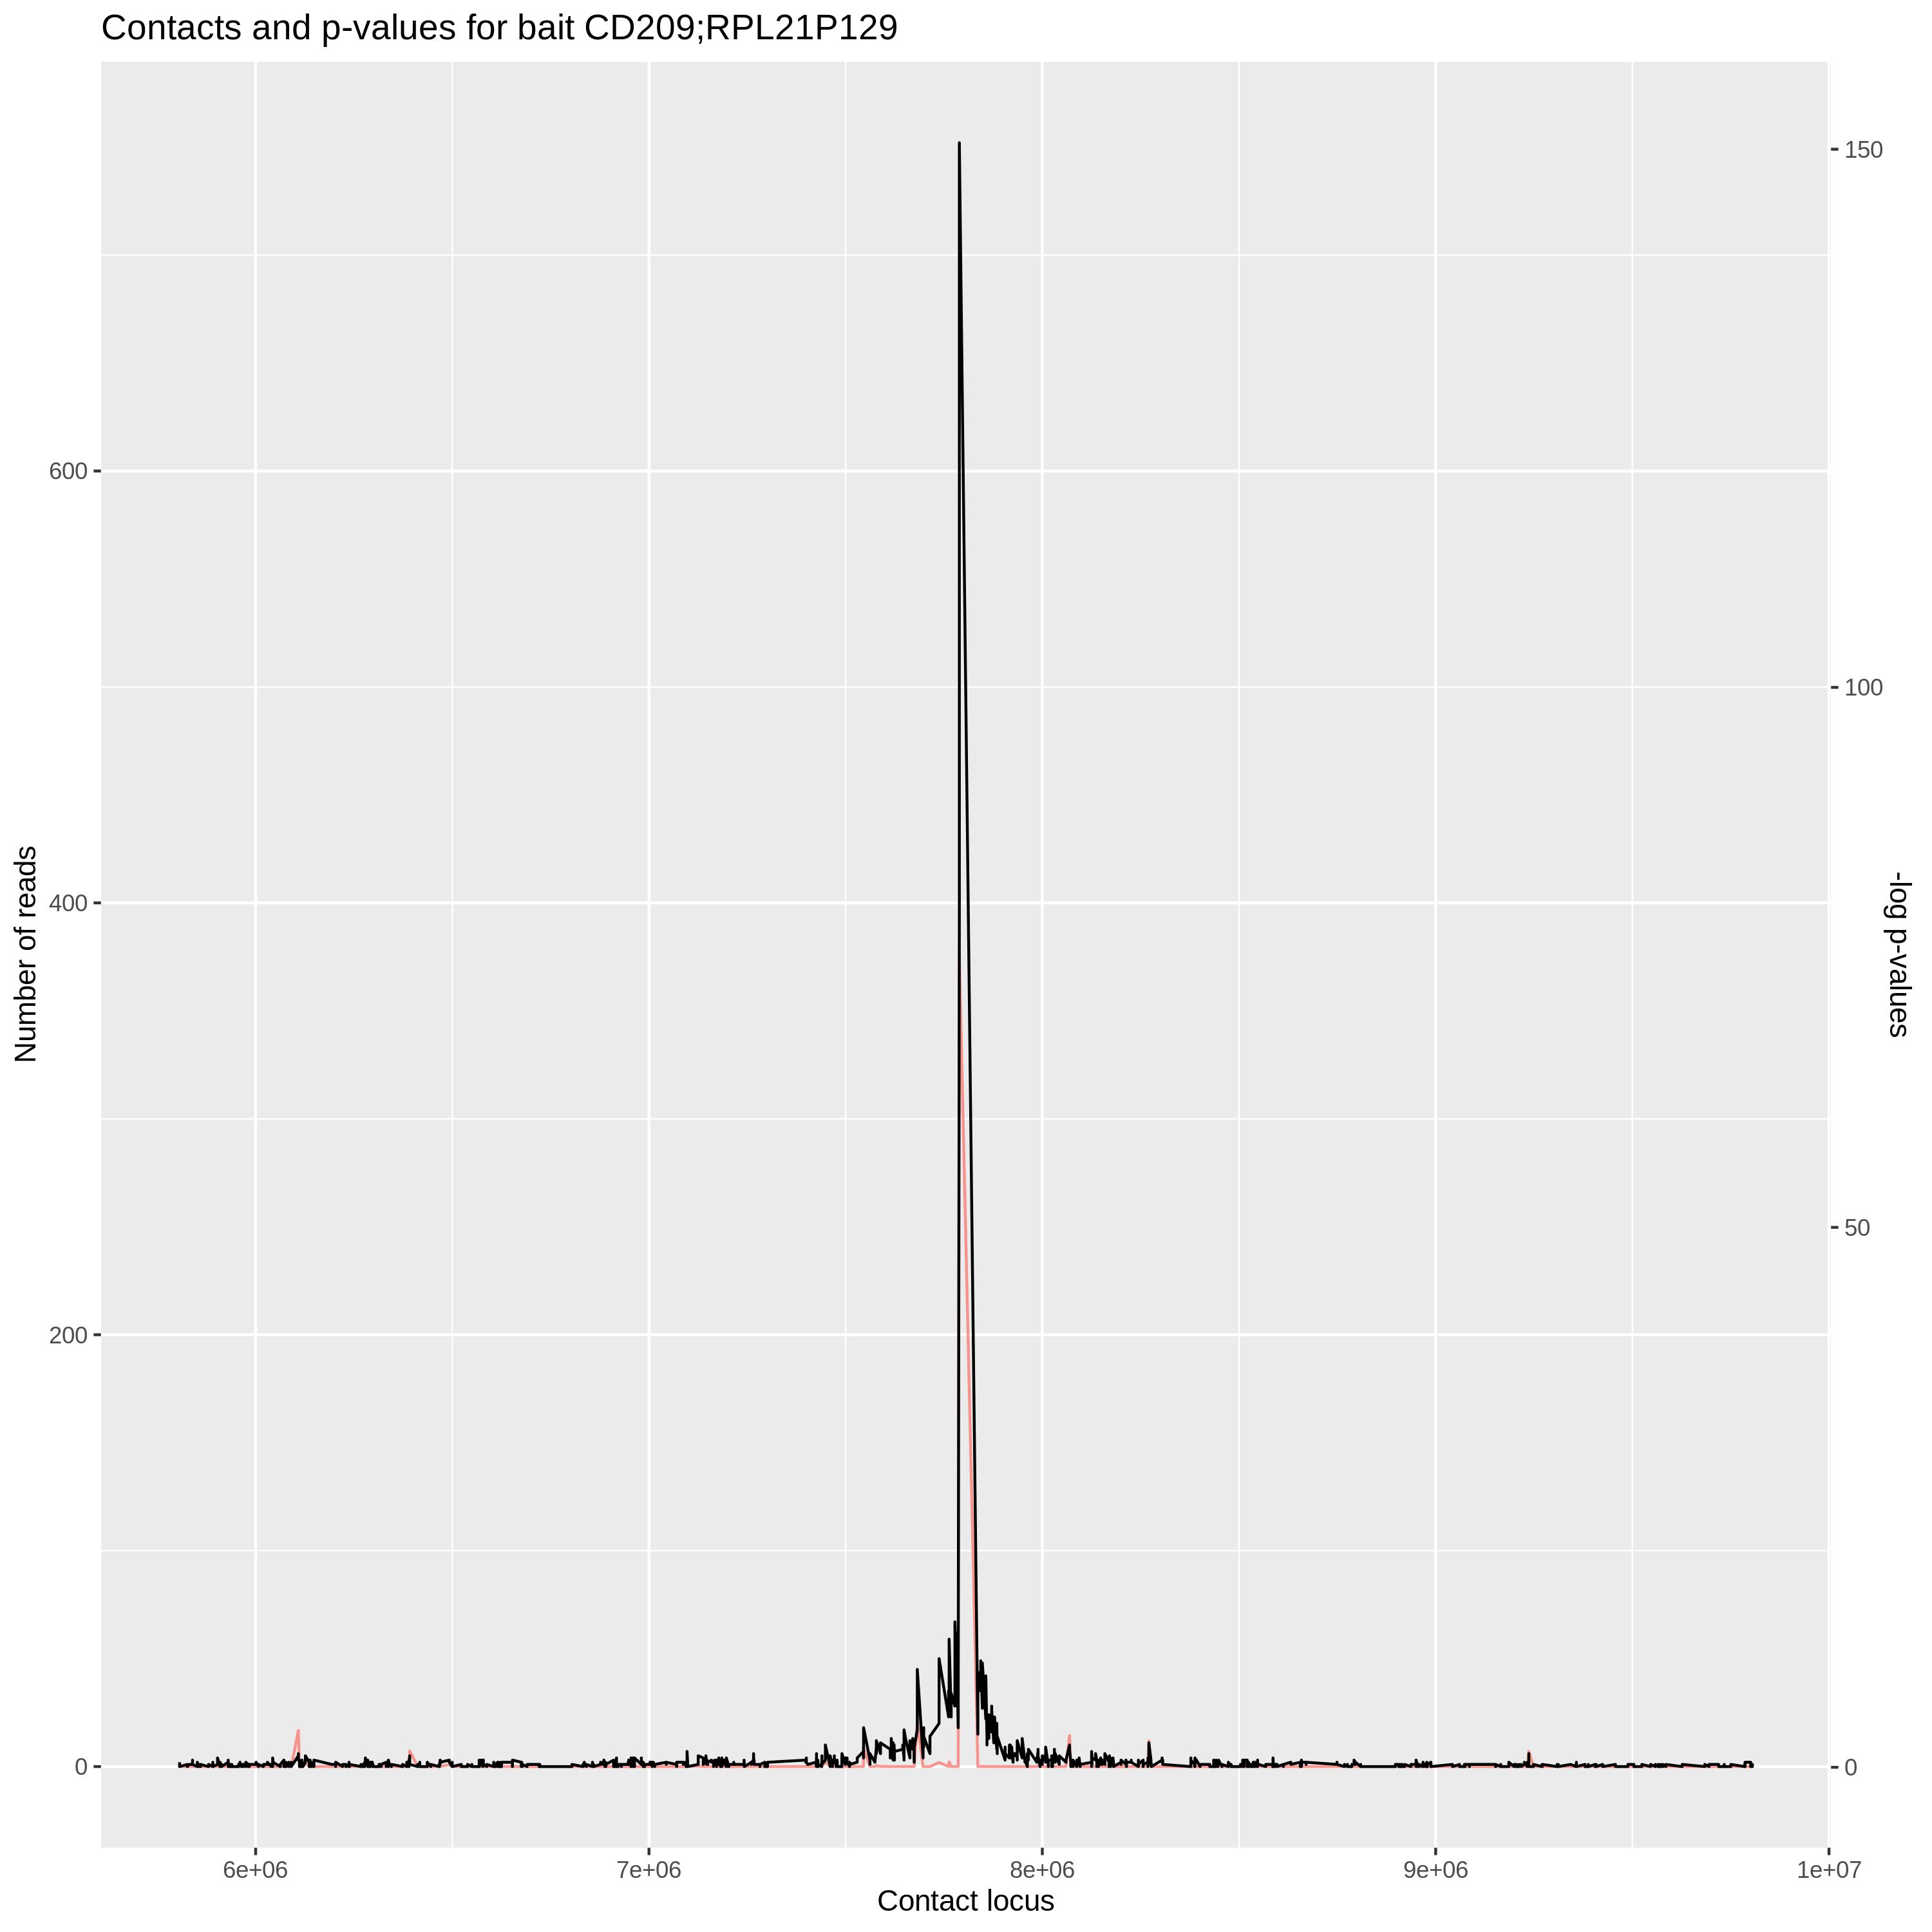 Contacts and p-values for bait CD209;RPL21P129
Number of reads
600
400
200
0
150
100
50
0
-log p-values
6e+06
7e+06
8e+06
9e+06
1e+07
Contact locus